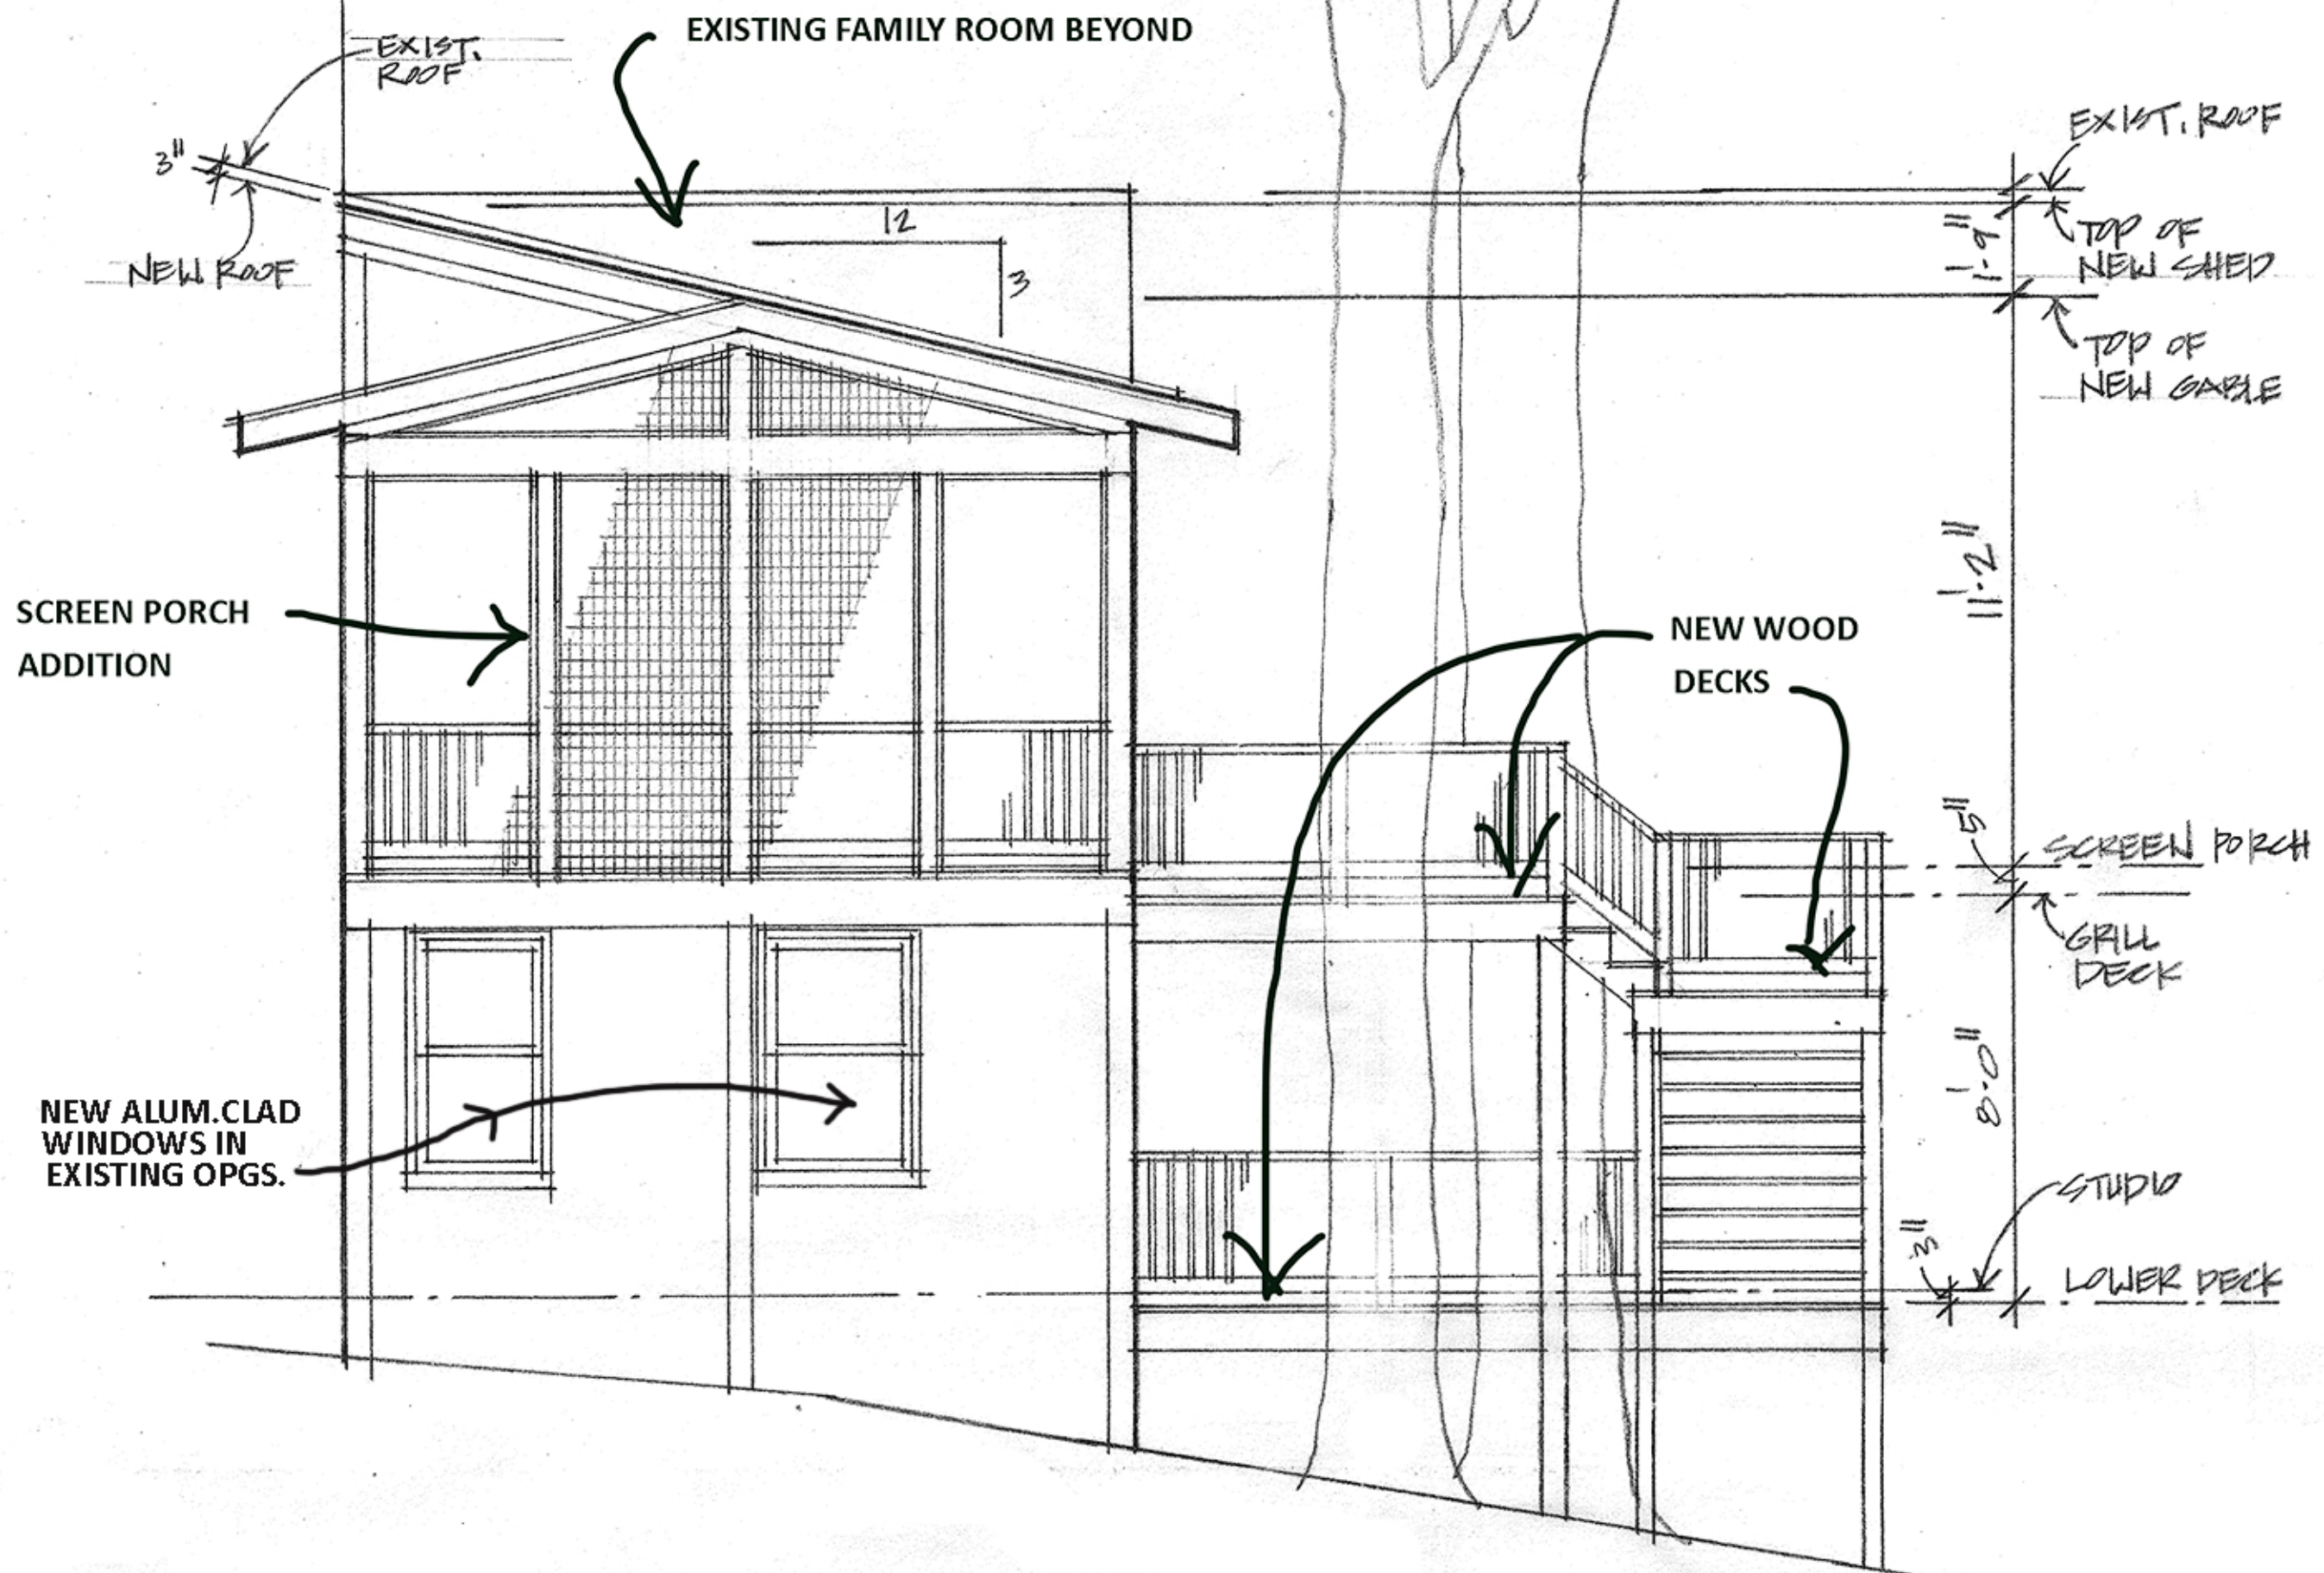 EXISTING FAMILY ROOM BEYOND
EXIST.
ROOF
3"
NEW ROOF
12
3
EXIST. ROOF
1'-9"
TOP OF
NEW SHED
TOP OF
NEW GABLE
11'-2"
SCREEN PORCH
ADDITION
NEW WOOD
DECKS
5"
SCREEN PORCH
GRILL
DECK
8'-0"
NEW ALUM.CLAD
WINDOWS IN
EXISTING OPGS.
STUDIO
3"
LOWER DECK